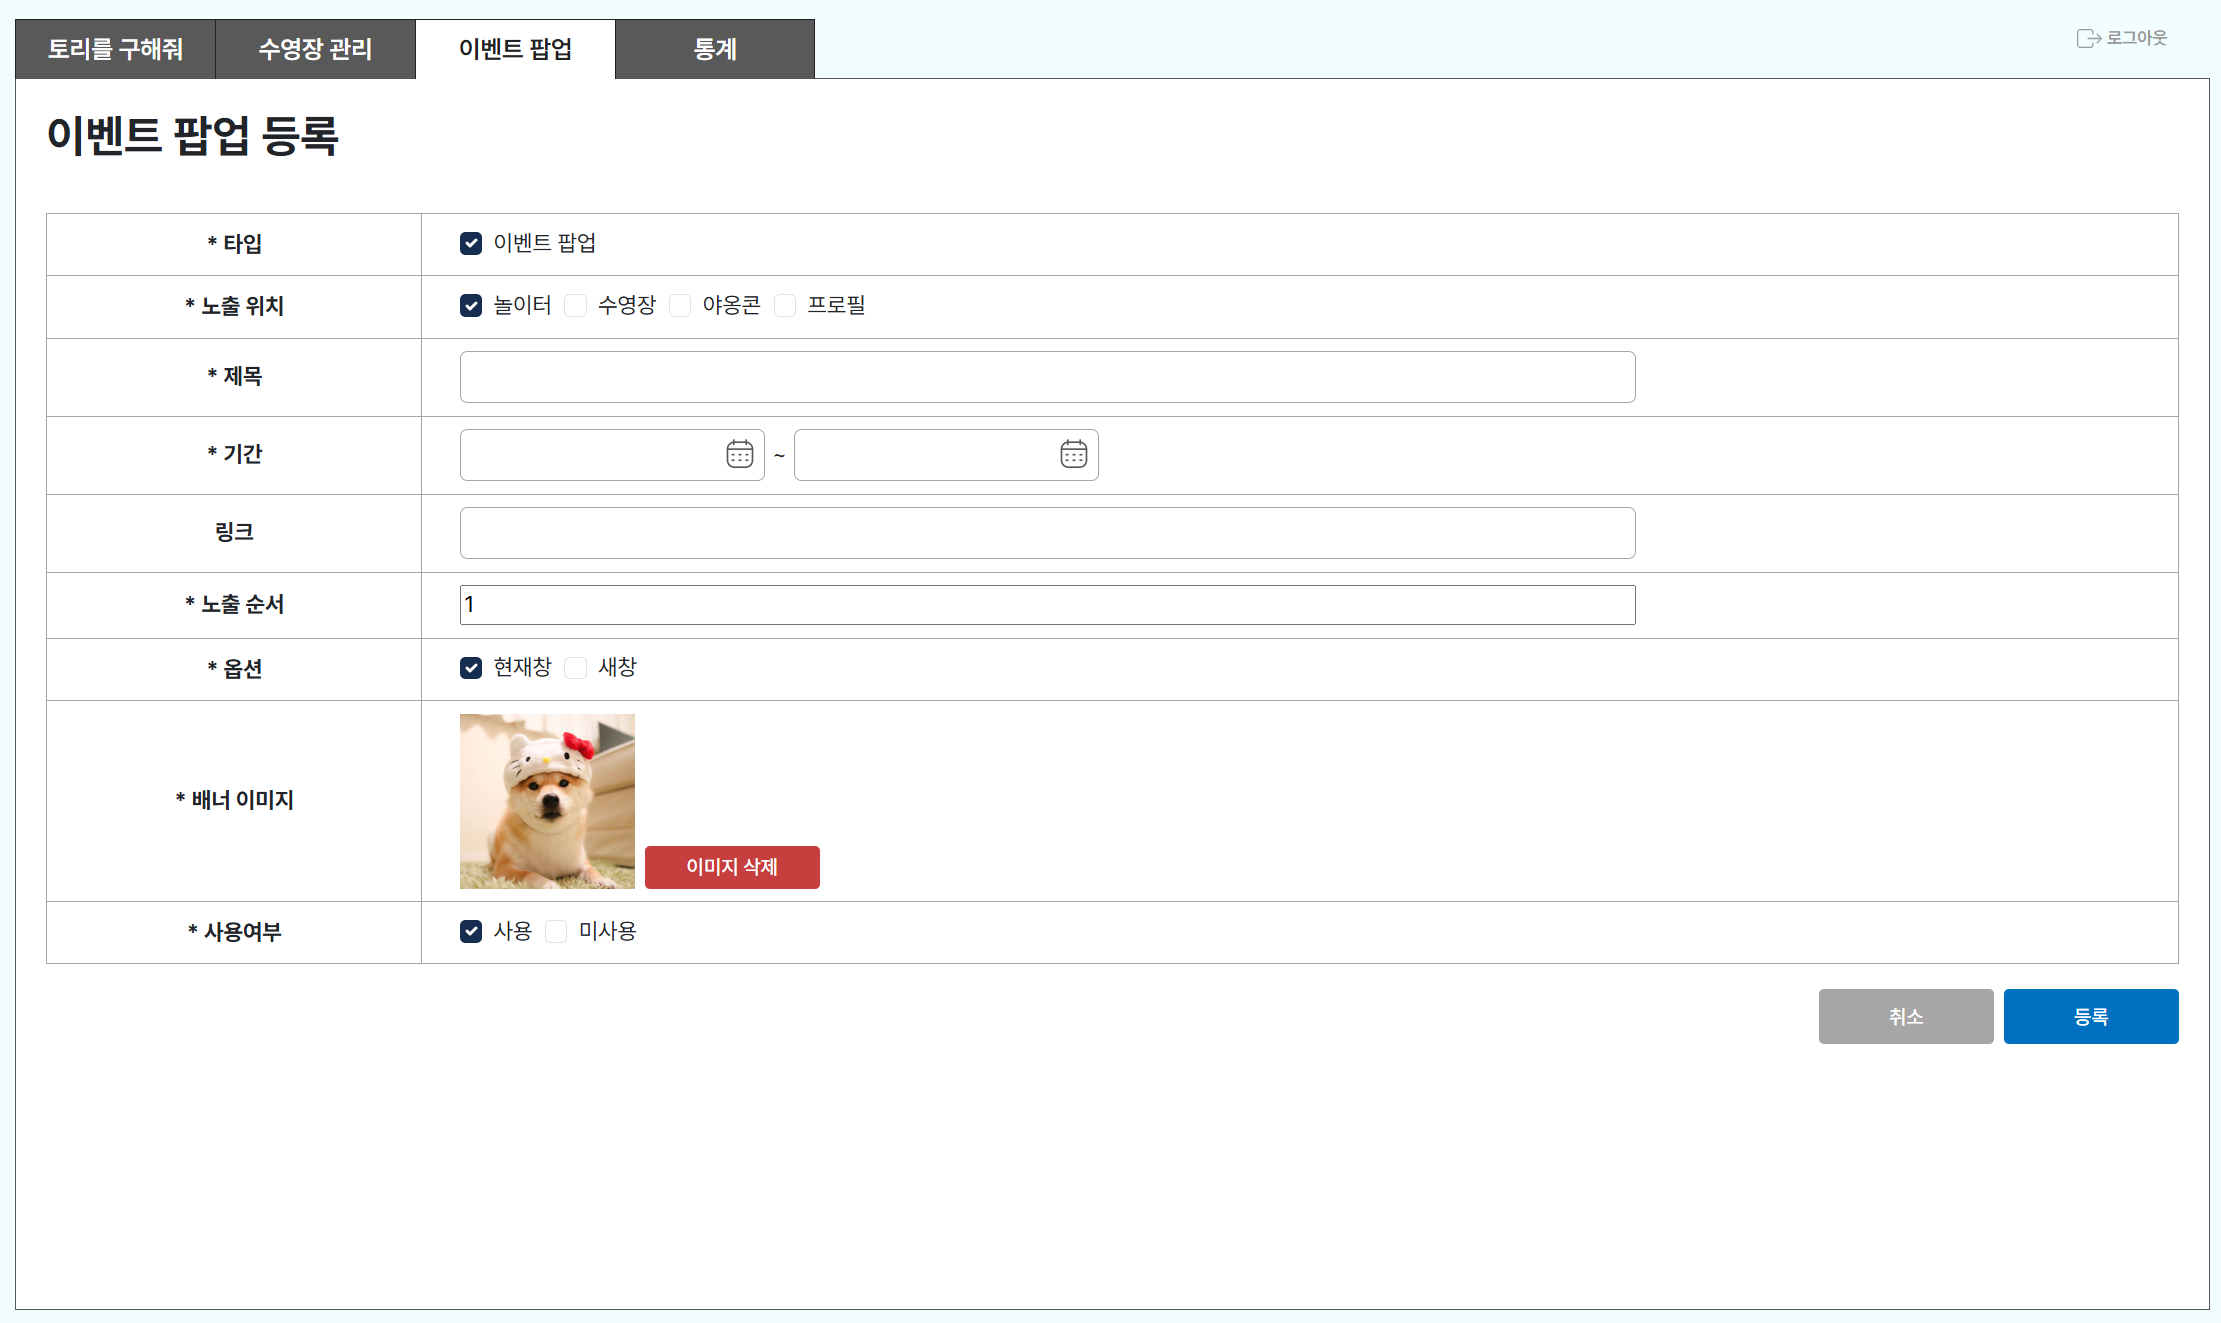 토리를 구해줘 수영장 관리 이벤트 팝업 통계 로그아웃
이벤트 팝업 등록
* 타입 이벤트 팝업
* 노출 위치 놀이터 수영장 야옹콘 프로필
* 제목
* 기간 ~
링크
* 노출 순서 1
* 옵션 현재창 새창
* 배너 이미지 이미지 삭제
* 사용여부 사용 미사용
취소 등록